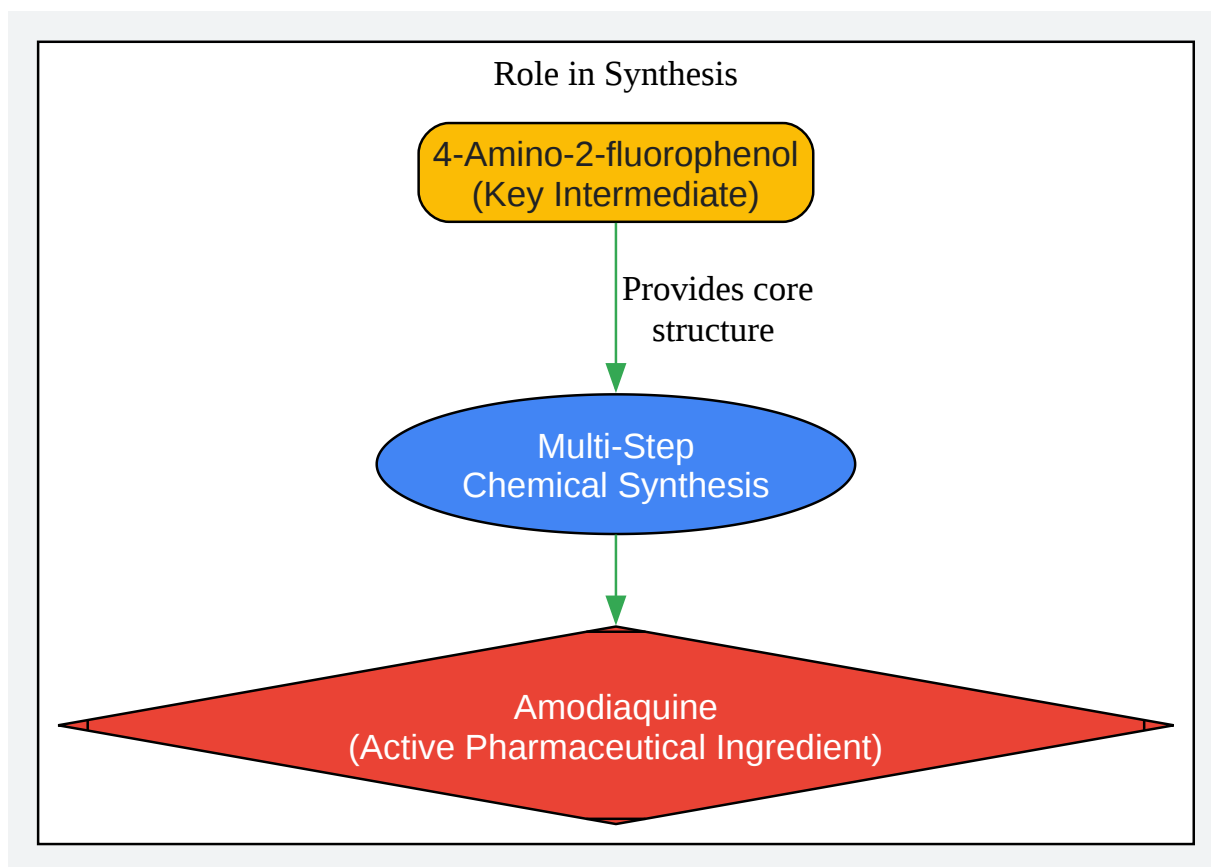 Role in Synthesis
4-Amino-2-fluorophenol
(Key Intermediate)
Provides core
structure
Multi-Step
Chemical Synthesis
Amodiaquine
(Active Pharmaceutical Ingredient)